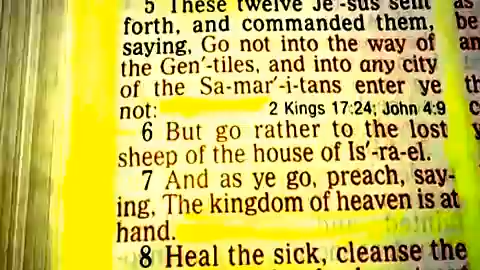 5 These twelve Je´-sus sent
forth, and commanded them,
saying, Go not into the way of
the Gen´-tiles, and into any city
of the Sa-mar´-i-tans enter ye
not: 2 Kings 17:24; John 4:9
6 But go rather to the lost
sheep of the house of Is´-ra-el.
7 And as ye go, preach, say-
ing, The kingdom of heaven is at
hand.
8 Heal the sick, cleanse the
as
be
an